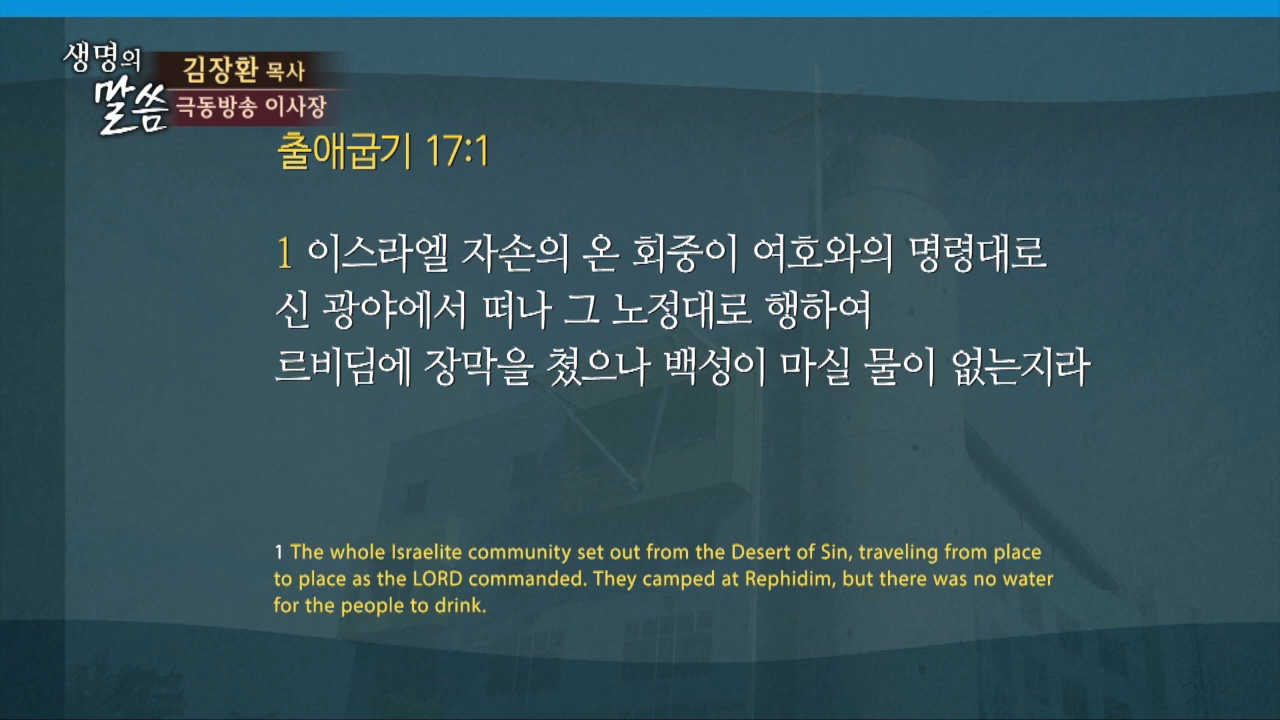 생명의
말씀
김장환 목사
극동방송 이사장
출애굽기 17:1
1 이스라엘 자손의 온 회중이 여호와의 명령대로
신 광야에서 떠나 그 노정대로 행하여
르비딤에 장막을 쳤으나 백성이 마실 물이 없는지라
1 The whole Israelite community set out from the Desert of Sin, traveling from place
to place as the LORD commanded. They camped at Rephidim, but there was no water
for the people to drink.